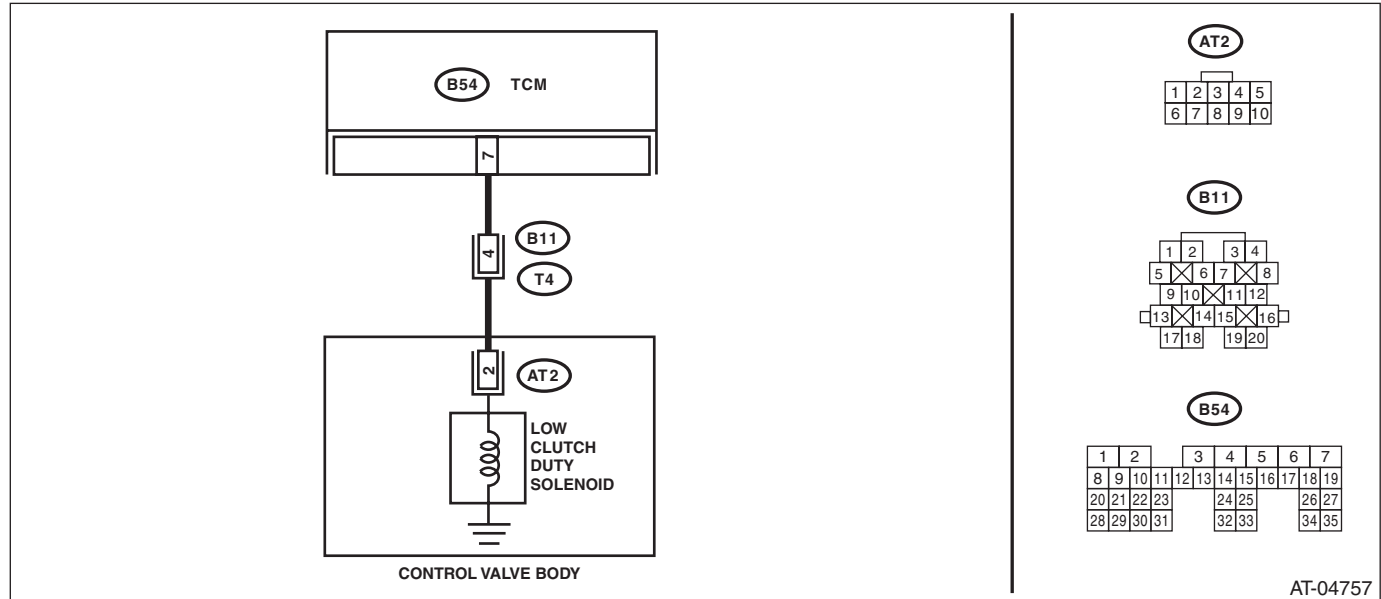 B54 TCM
7
4
B11
T4
2
AT2
LOW
CLUTCH
DUTY
SOLENOID
CONTROL VALVE BODY
AT2
1 2 3 4 5
6 7 8 9 10
B11
1 2 3 4
5 6 7 8
9 10 11 12
13 14 15 16
17 18 19 20
B54
1 2 3 4 5 6 7
8 9 10 11 12 13 14 15 16 17 18 19
20 21 22 23 24 25 26 27
28 29 30 31 32 33 34 35
AT-04757